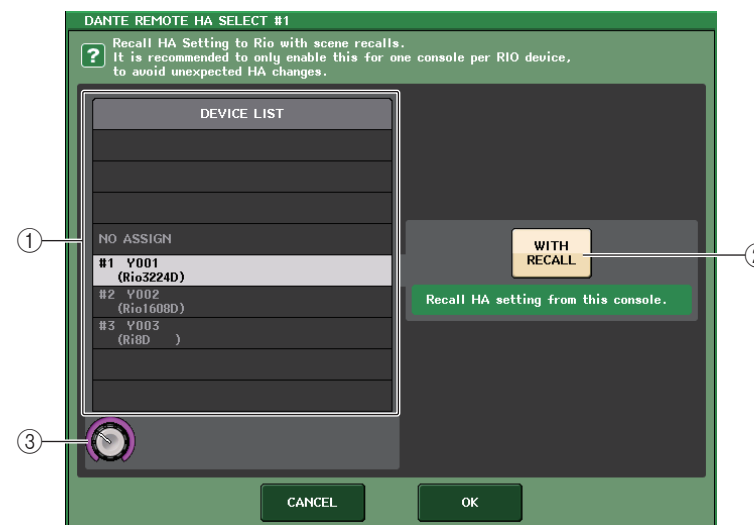 DANTE REMOTE HA SELECT #1
? Recall HA Setting to Rio with scene recalls.
It is recommended to only enable this for one console per RIO device,
to avoid unexpected HA changes.
DEVICE LIST
NO ASSIGN
#1 Y001
(Rio3224D)
#2 Y002
(Rio1608D)
#3 Y003
(Ri8D )
WITH
RECALL
Recall HA setting from this console.
CANCEL
OK
①
③